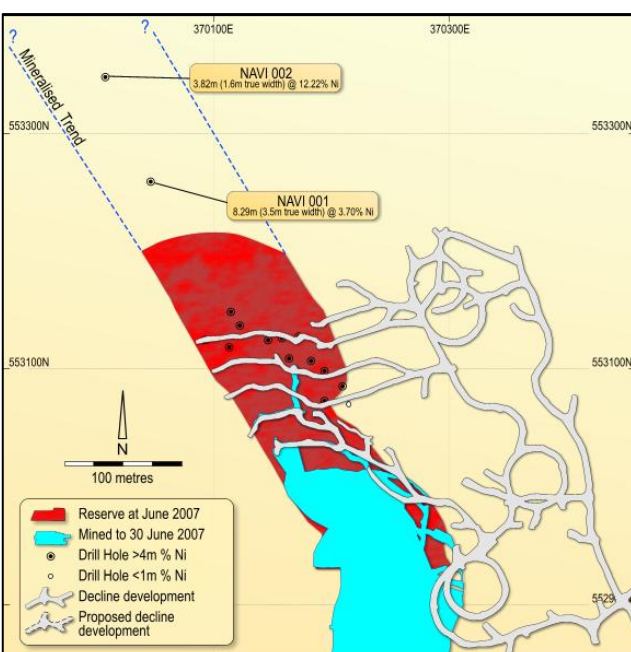 370100E
370300E
?
?
Mineralised Trend
NAVI 002
3.82m (1.6m true width) @ 12.22% Ni
553300N
553300N
NAVI 001
8.29m (3.5m true width) @ 3.70% Ni
553100N
553100N
N
100 metres
Reserve at June 2007
Mined to 30 June 2007
Drill Hole >4m % Ni
Drill Hole <1m % Ni
Decline development
Proposed decline
development
5529